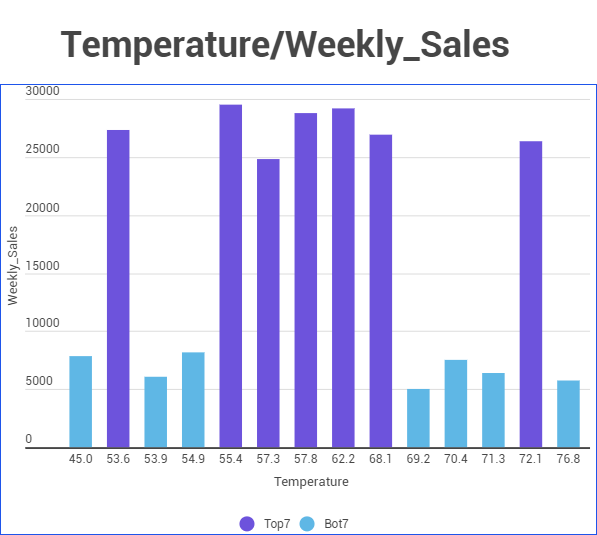 Temperature/Weekly_Sales
30000
25000
20000
15000
10000
5000
0
Weekly_Sales
45.0 53.6 53.9 54.9 55.4 57.3 57.8 62.2 68.1 69.2 70.4 71.3 72.1 76.8
Temperature
Top7 Bot7